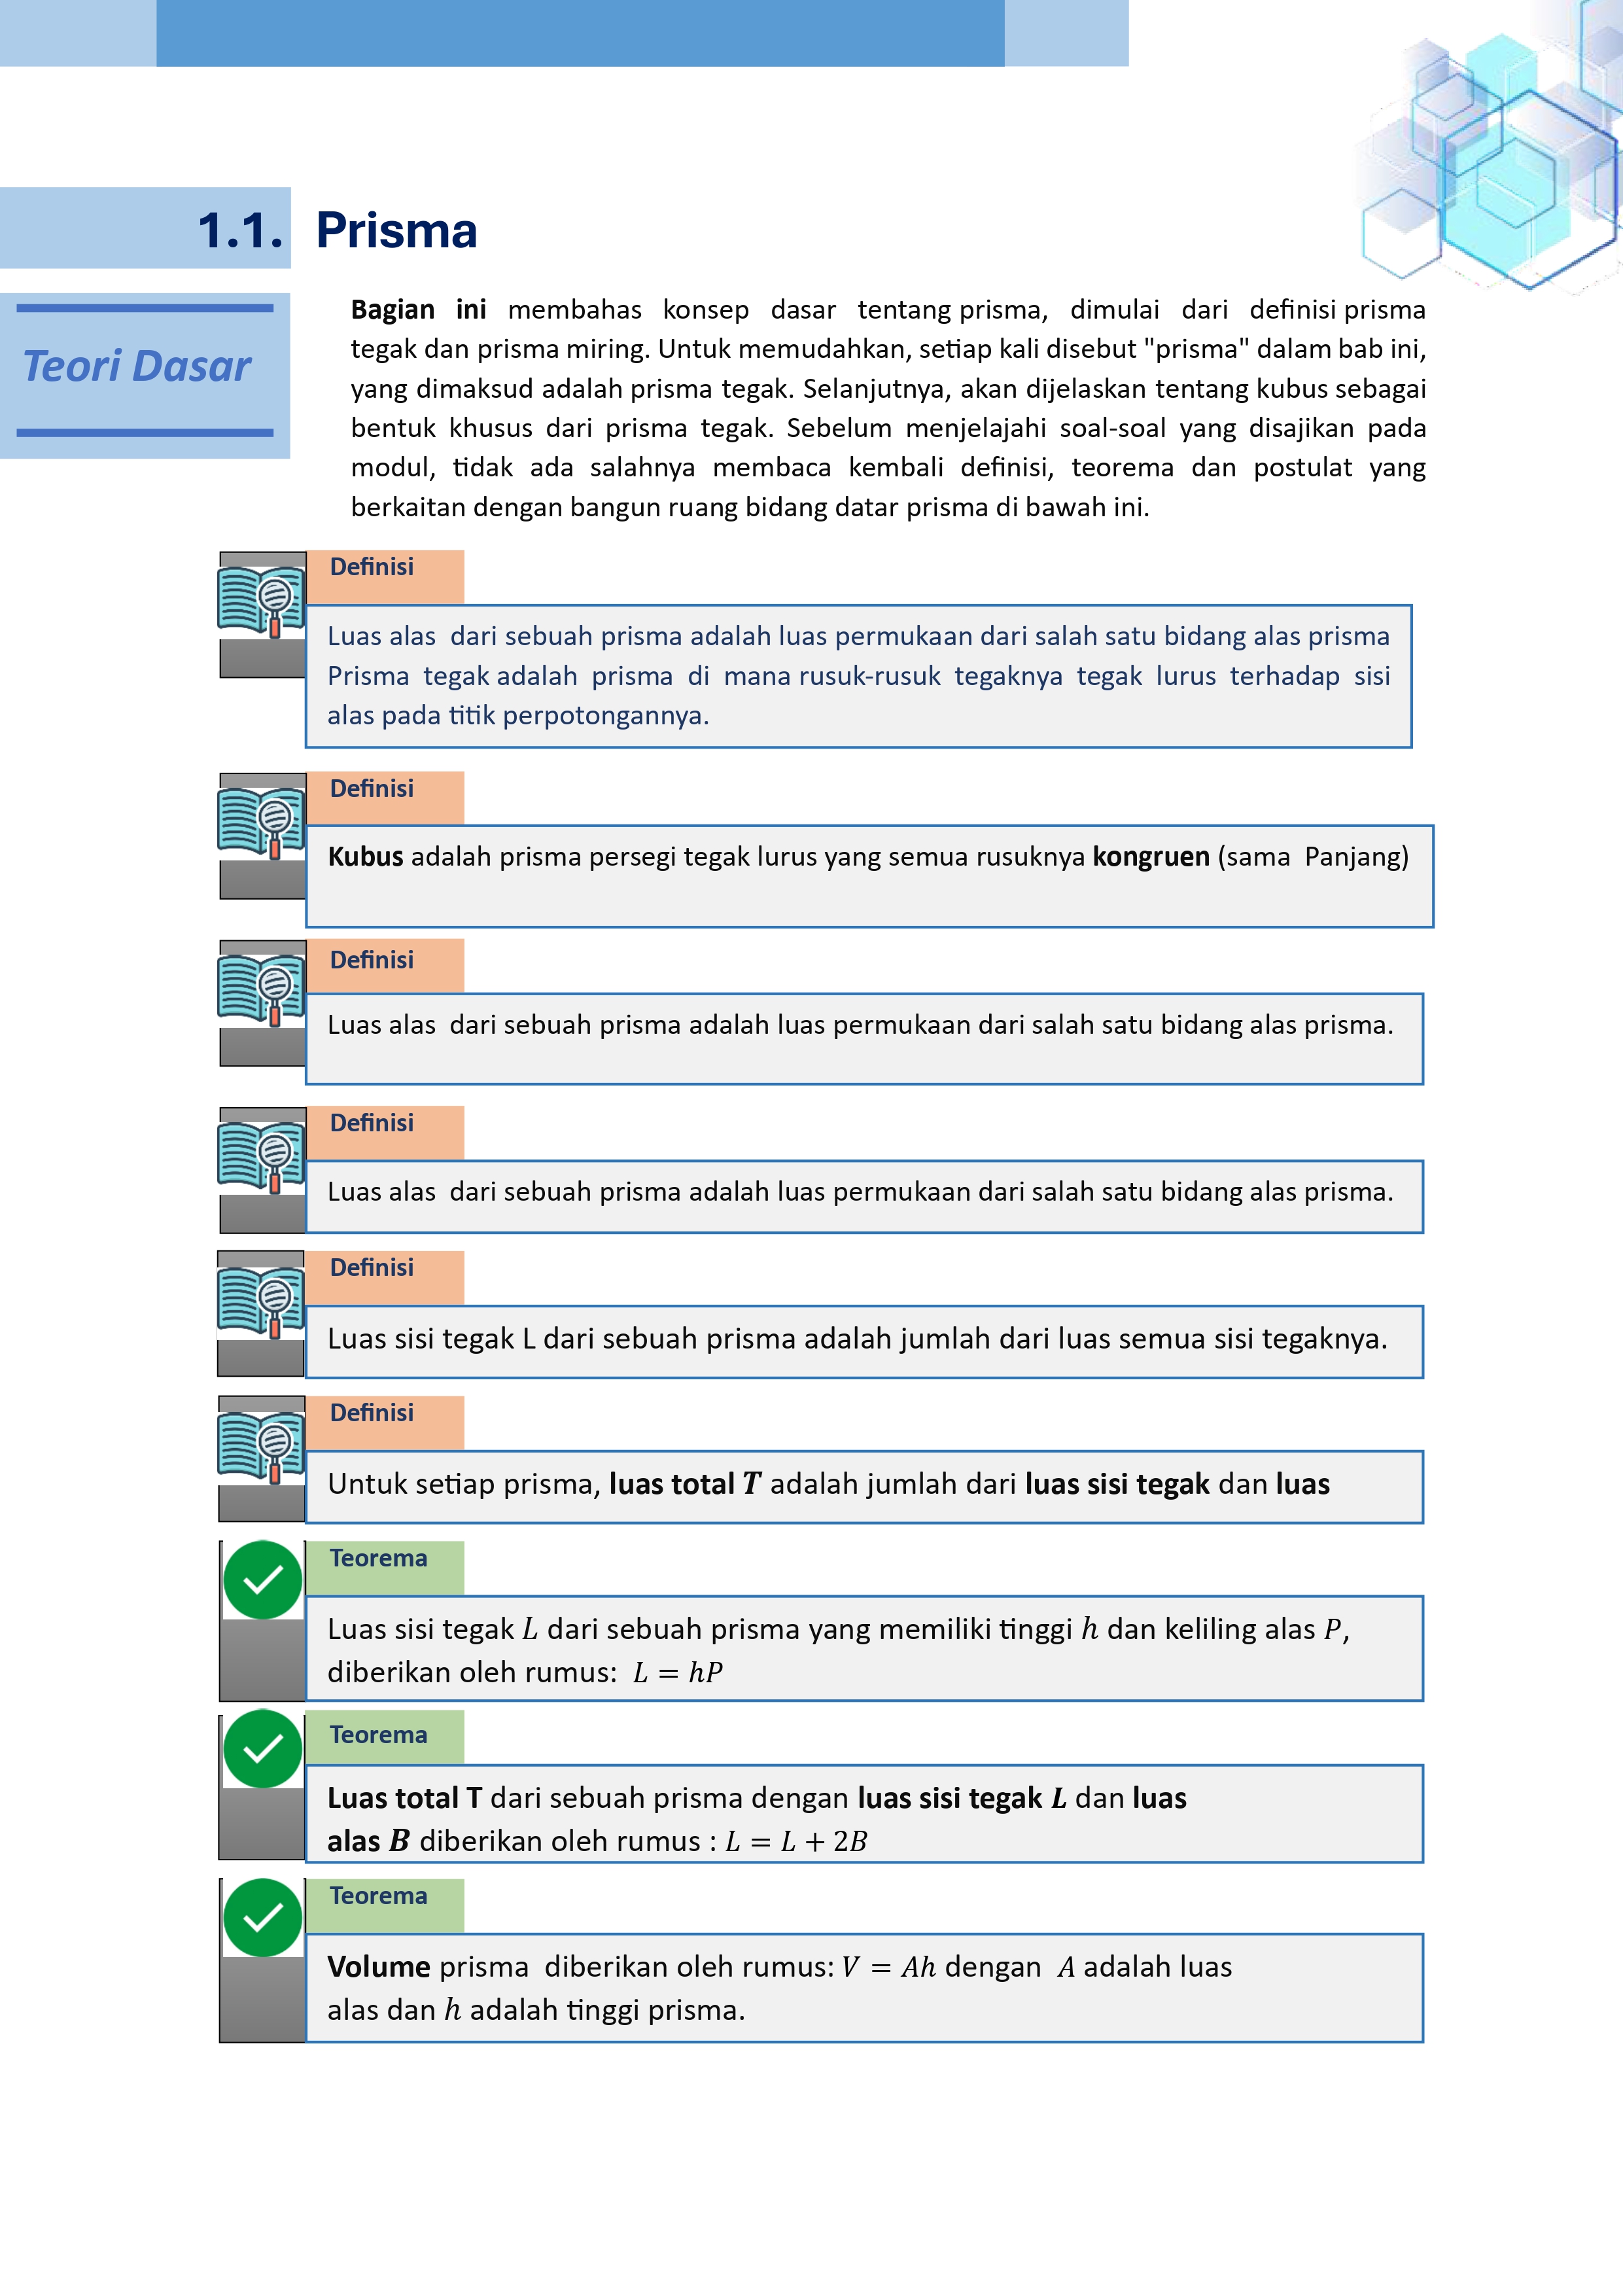 1.1. Prisma
Teori Dasar
Bagian ini membahas konsep dasar tentang prisma, dimulai dari definisi prisma
tegak dan prisma miring. Untuk memudahkan, setiap kali disebut "prisma" dalam bab ini,
yang dimaksud adalah prisma tegak. Selanjutnya, akan dijelaskan tentang kubus sebagai
bentuk khusus dari prisma tegak. Sebelum menjelajahi soal-soal yang disajikan pada
modul, tidak ada salahnya membaca kembali definisi, teorema dan postulat yang
berkaitan dengan bangun ruang bidang datar prisma di bawah ini.
Definisi
Luas alas dari sebuah prisma adalah luas permukaan dari salah satu bidang alas prisma
Prisma tegak adalah prisma di mana rusuk-rusuk tegaknya tegak lurus terhadap sisi
alas pada titik perpotongannya.
Definisi
Kubus adalah prisma persegi tegak lurus yang semua rusuknya kongruen (sama Panjang)
Definisi
Luas alas dari sebuah prisma adalah luas permukaan dari salah satu bidang alas prisma.
Definisi
Luas alas dari sebuah prisma adalah luas permukaan dari salah satu bidang alas prisma.
Definisi
Luas sisi tegak L dari sebuah prisma adalah jumlah dari luas semua sisi tegaknya.
Definisi
Untuk setiap prisma, luas total T adalah jumlah dari luas sisi tegak dan luas
Teorema
Luas sisi tegak L dari sebuah prisma yang memiliki tinggi h dan keliling alas P,
diberikan oleh rumus: L = hP
Teorema
Luas total T dari sebuah prisma dengan luas sisi tegak L dan luas
alas B diberikan oleh rumus : L = L + 2B
Teorema
Volume prisma diberikan oleh rumus: V = Ah dengan A adalah luas
alas dan h adalah tinggi prisma.